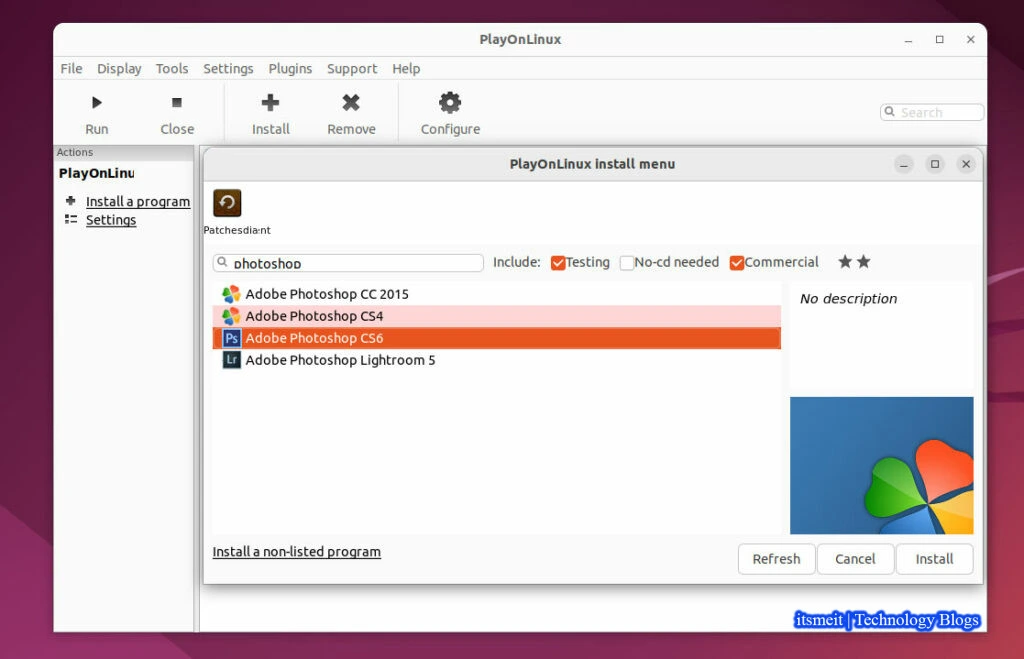 PlayOnLinux
File Display Tools Settings Plugins Support Help
Run Close Install Remove Configure Search
Actions
PlayOnLinu
Install a program
Settings
PlayOnLinux install menu
Patchesdiant
photoshop Include: Testing No-cd needed Commercial
Adobe Photoshop CC 2015
Adobe Photoshop CS4
Ps Adobe Photoshop CS6
Lr Adobe Photoshop Lightroom 5
No description
Install a non-listed program
Refresh Cancel Install
itsmeit | Technology Blogs